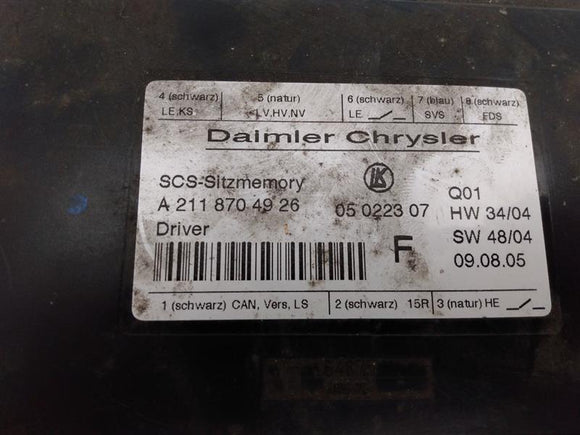 4 (schwarz) 5 (natur) 6 (schwarz) 7 (blau) 8 (schwarz)
LE,KS LV,HV,NV LE SVS FDS
Daimler Chrysler
SCS-Sitzmemory LK Q01
A 211 870 49 26 05 0223 07 HW 34/04
Driver F SW 48/04
09.08.05
1 (schwarz) CAN, Vers, LS 2 (schwarz) 15R 3 (natur) HE